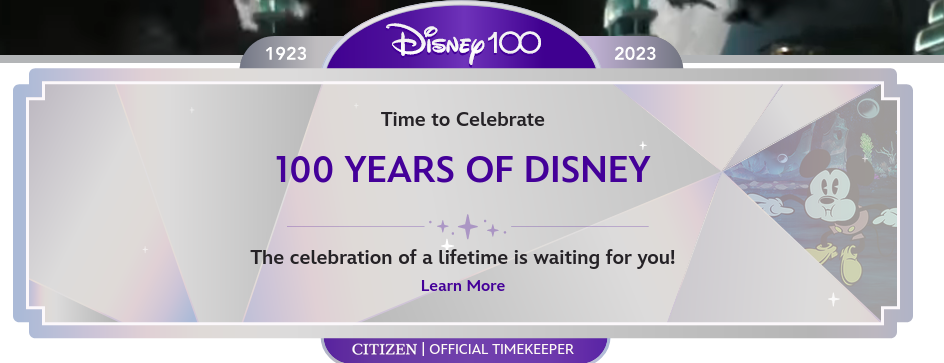 1923
Disney 100
2023
Time to Celebrate
100 YEARS OF DISNEY
The celebration of a lifetime is waiting for you!
Learn More
CITIZEN | OFFICIAL TIMEKEEPER